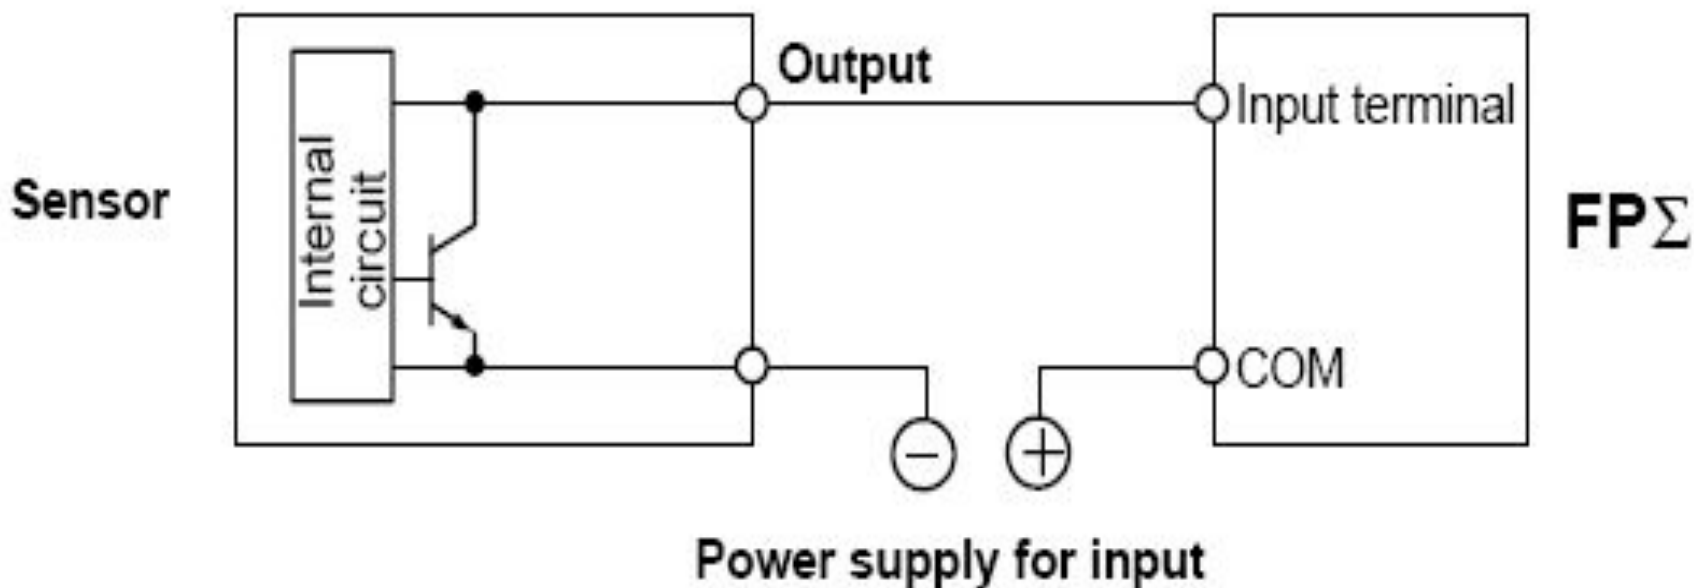 Output
Input terminal
Sensor
Internal
circuit
FPΣ
COM
− +
Power supply for input